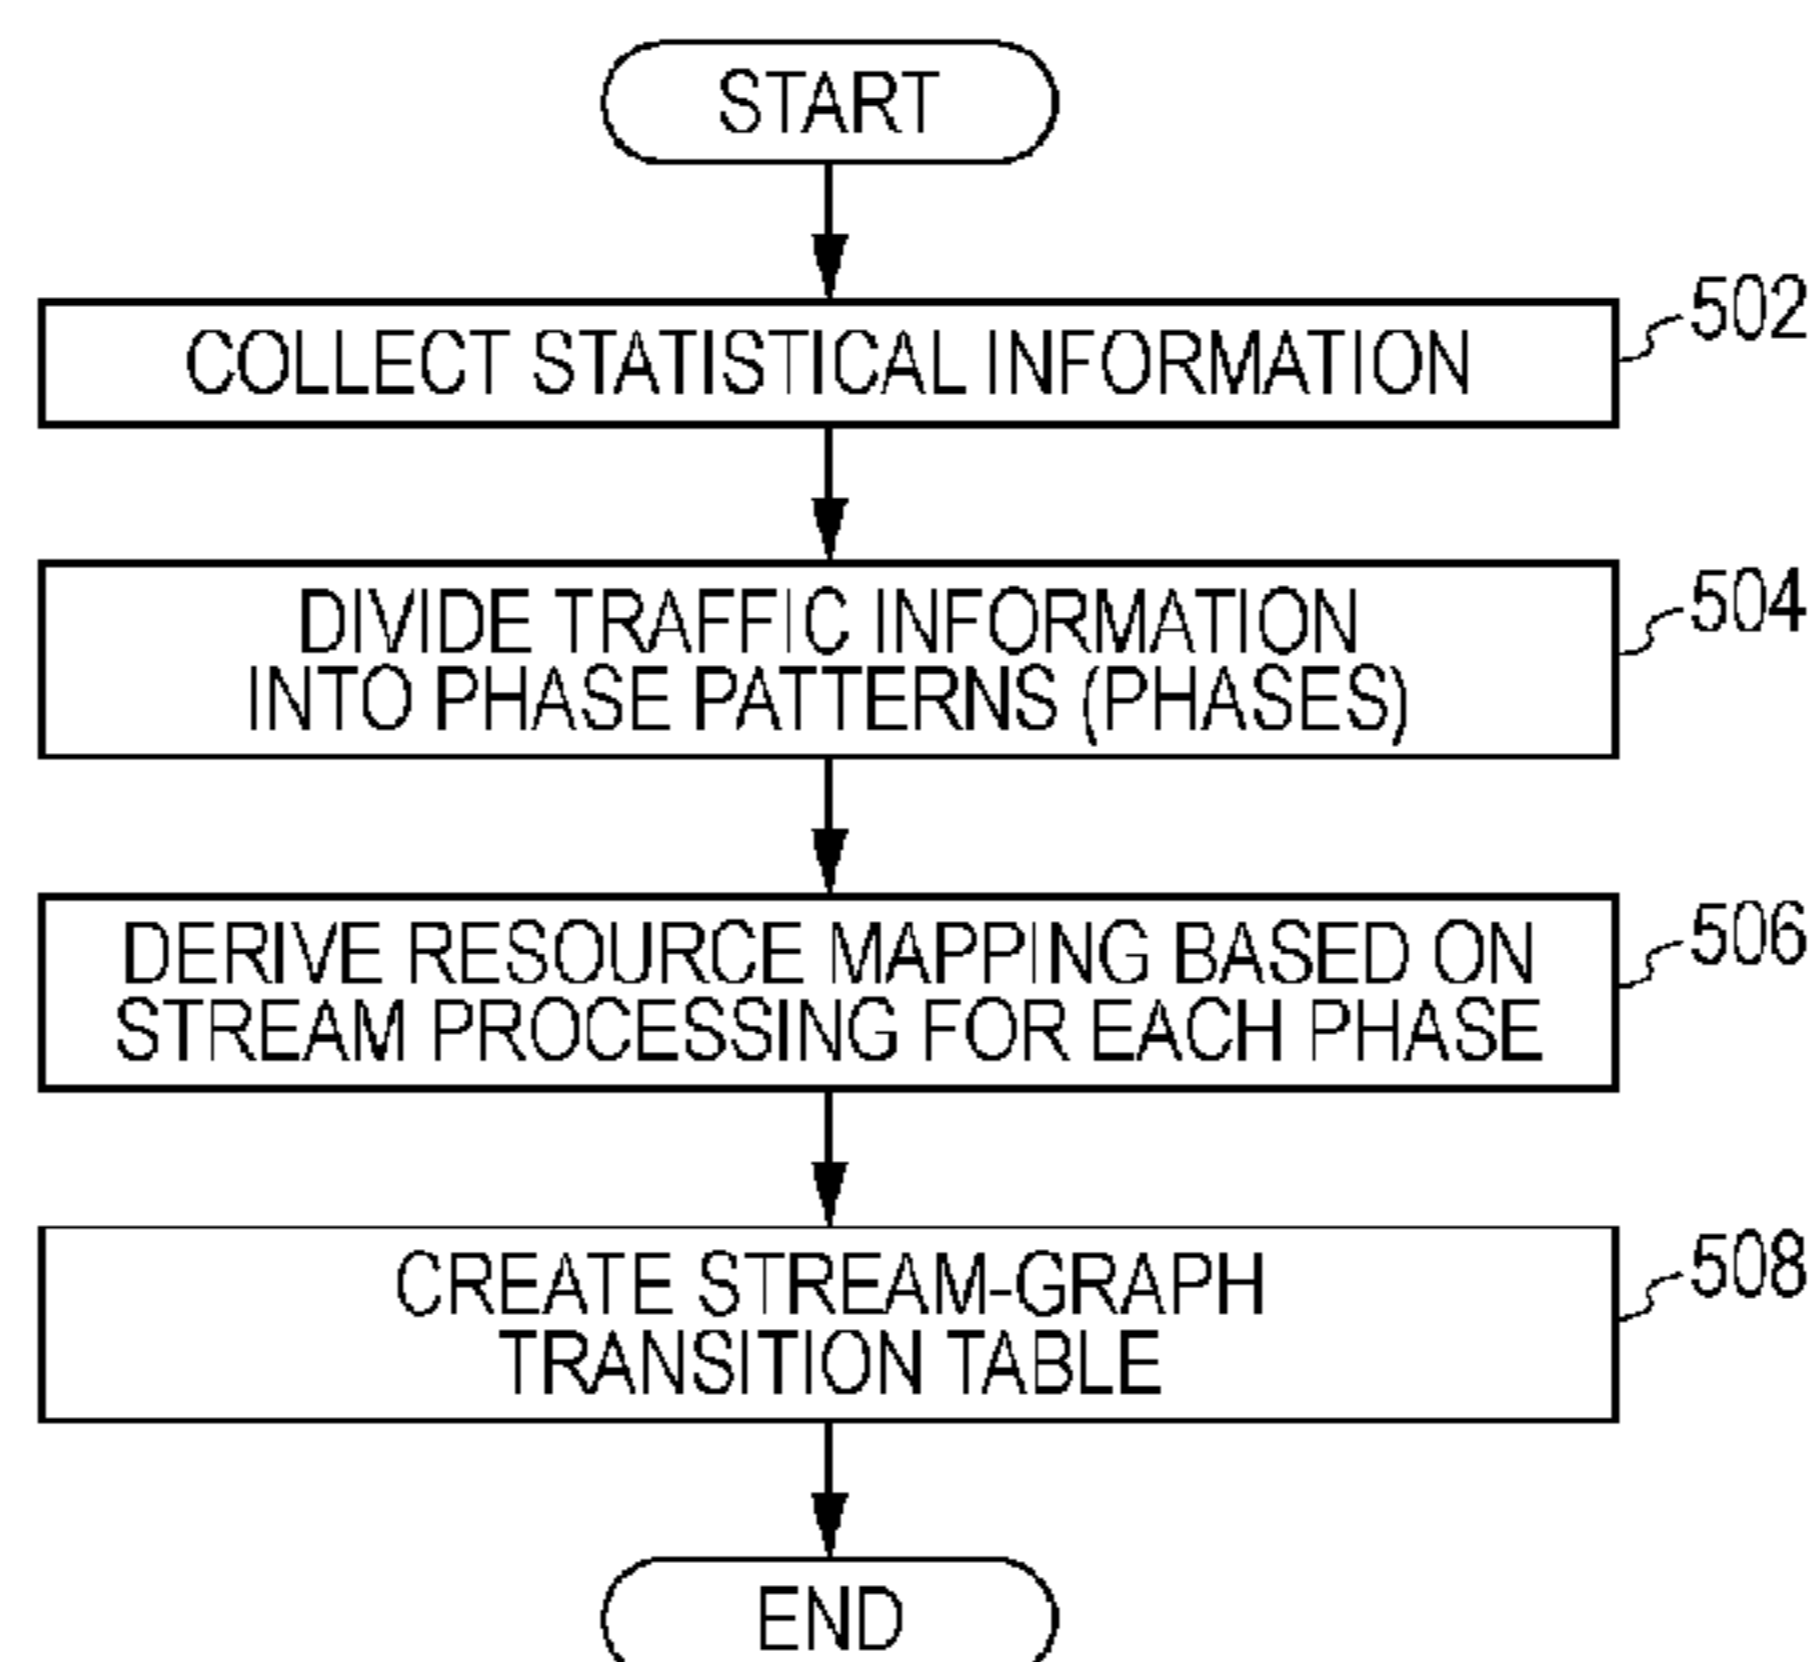 START
COLLECT STATISTICAL INFORMATION
502
DIVIDE TRAFFIC INFORMATION
INTO PHASE PATTERNS (PHASES)
504
DERIVE RESOURCE MAPPING BASED ON
STREAM PROCESSING FOR EACH PHASE
506
CREATE STREAM-GRAPH
TRANSITION TABLE
508
END